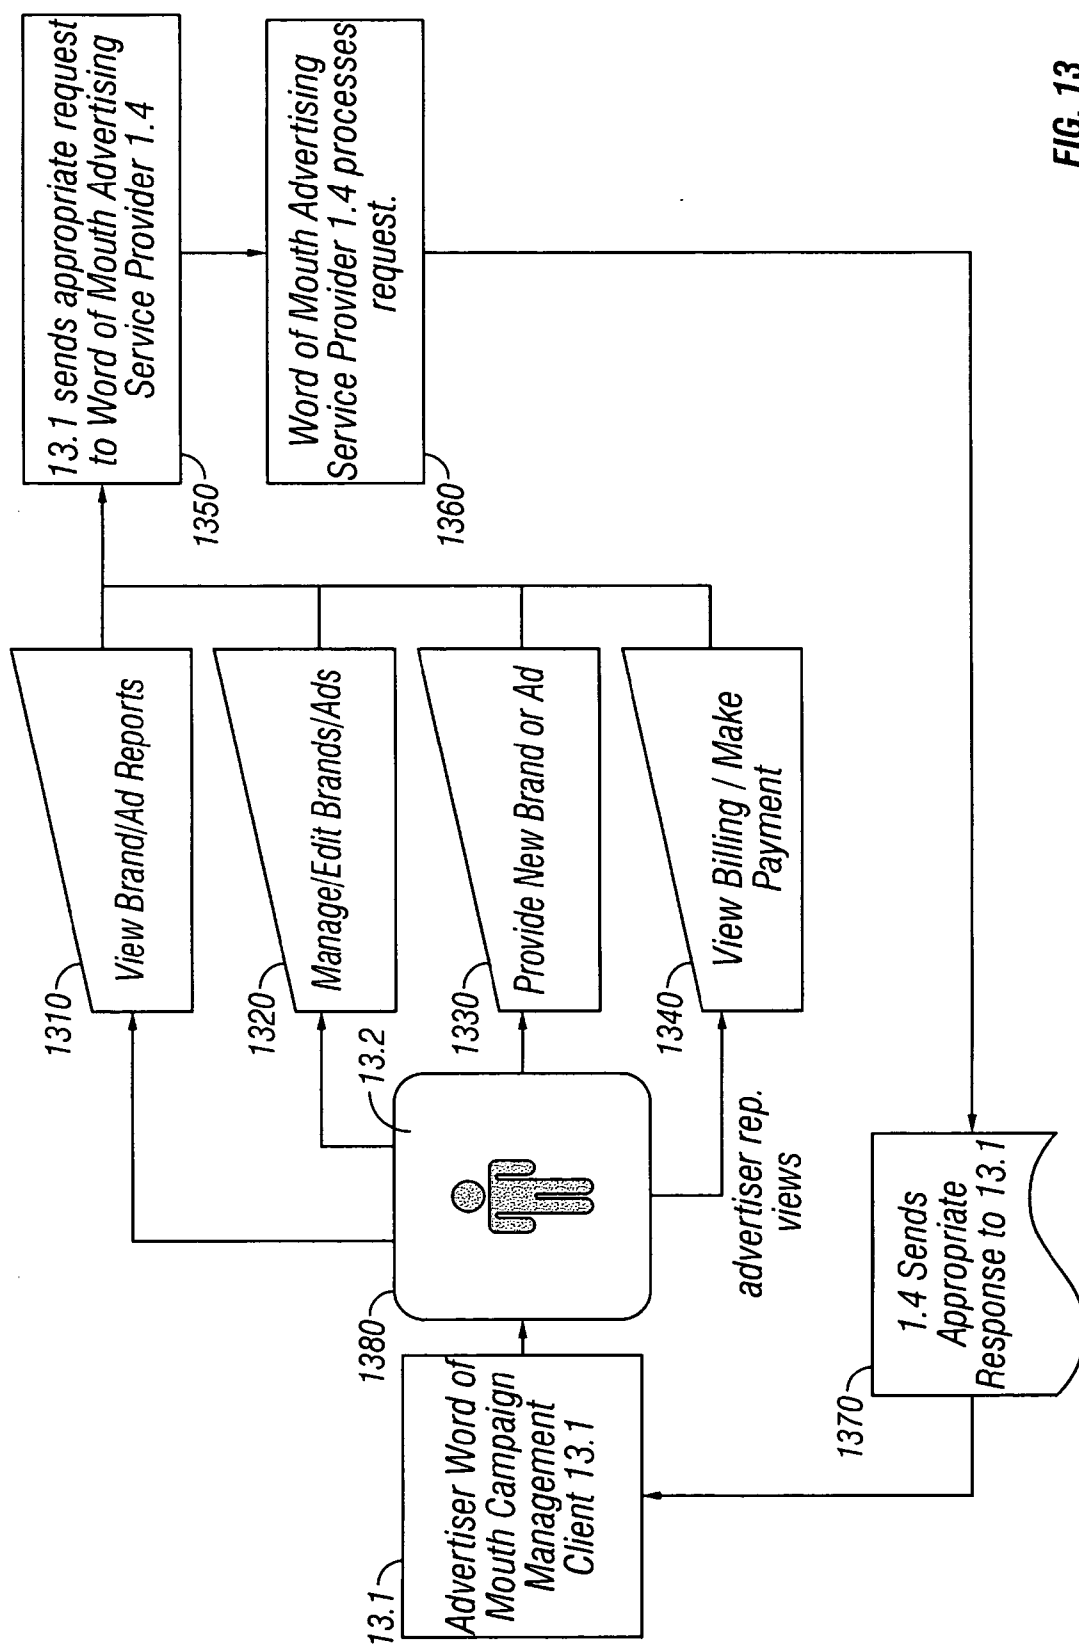 13.1
Advertiser Word of
Mouth Campaign
Management
Client 13.1
1380
13.2
advertiser rep.
views
1310
View Brand/Ad Reports
1320
Manage/Edit Brands/Ads
1330
Provide New Brand or Ad
1340
View Billing / Make
Payment
13.1 sends appropriate request
to Word of Mouth Advertising
Service Provider 1.4
1350
Word of Mouth Advertising
Service Provider 1.4 processes
request.
1360
1370
1.4 Sends
Appropriate
Response to 13.1
FIG. 13